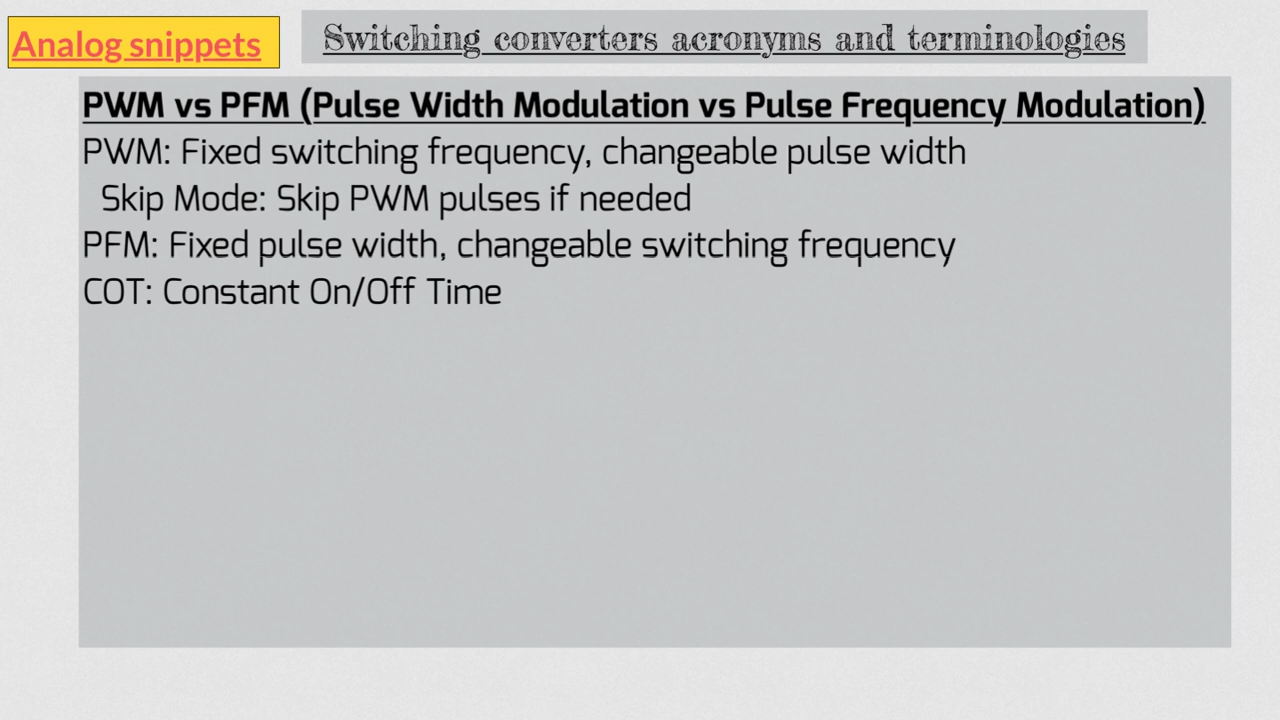 Analog snippets
Switching converters acronyms and terminologies
PWM vs PFM (Pulse Width Modulation vs Pulse Frequency Modulation)
PWM: Fixed switching frequency, changeable pulse width
Skip Mode: Skip PWM pulses if needed
PFM: Fixed pulse width, changeable switching frequency
COT: Constant On/Off Time